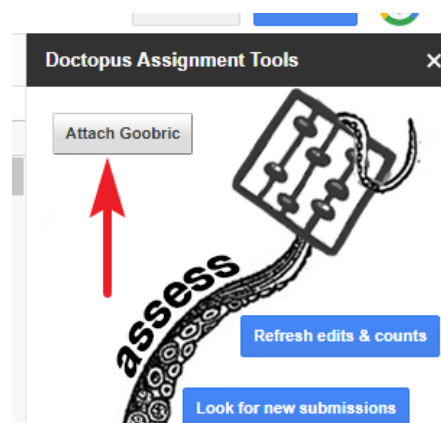 Doctopus Assignment Tools
Attach Goobric
assess
Refresh edits & counts
Look for new submissions